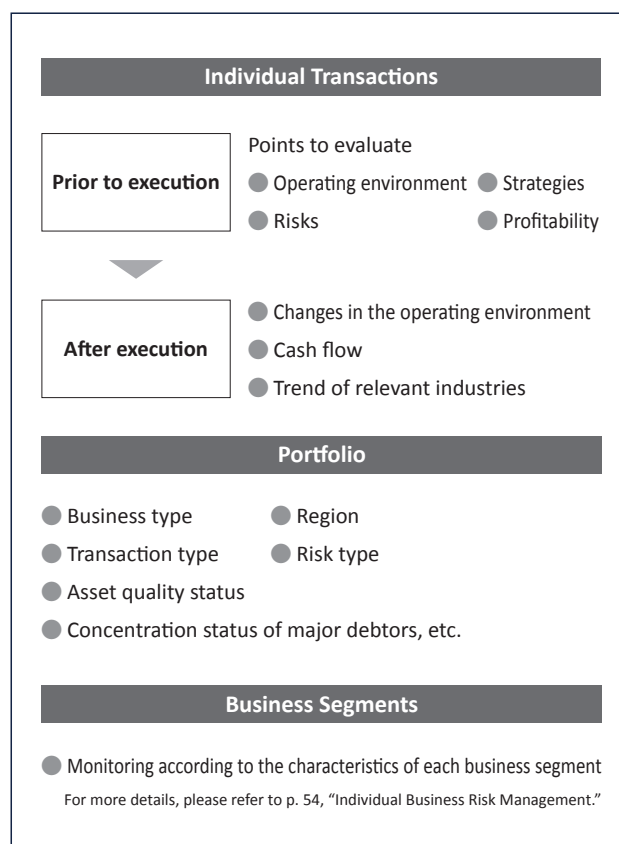 Individual Transactions
Prior to execution
Points to evaluate
Operating environment
Strategies
Risks
Profitability
After execution
Changes in the operating environment
Cash flow
Trend of relevant industries
Portfolio
Business type
Region
Transaction type
Risk type
Asset quality status
Concentration status of major debtors, etc.
Business Segments
Monitoring according to the characteristics of each business segment
For more details, please refer to p. 54, “Individual Business Risk Management.”